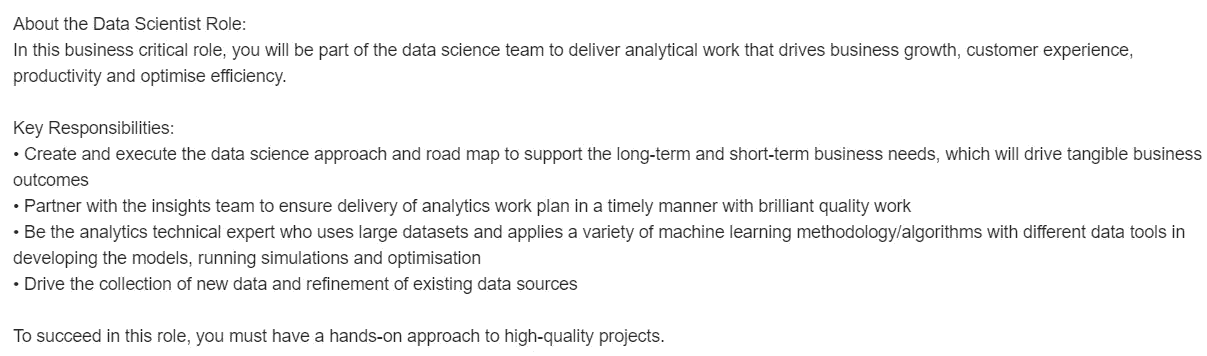 About the Data Scientist Role:
In this business critical role, you will be part of the data science team to deliver analytical work that drives business growth, customer experience,
productivity and optimise efficiency.
Key Responsibilities:
• Create and execute the data science approach and road map to support the long-term and short-term business needs, which will drive tangible business
outcomes
• Partner with the insights team to ensure delivery of analytics work plan in a timely manner with brilliant quality work
• Be the analytics technical expert who uses large datasets and applies a variety of machine learning methodology/algorithms with different data tools in
developing the models, running simulations and optimisation
• Drive the collection of new data and refinement of existing data sources
To succeed in this role, you must have a hands-on approach to high-quality projects.